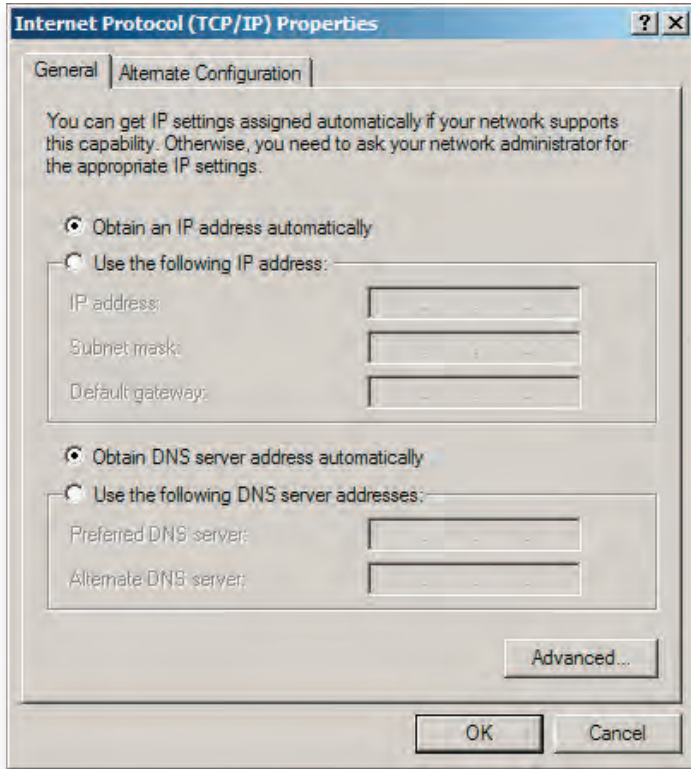 Internet Protocol (TCP/IP) Properties
General
Alternate Configuration
You can get IP settings assigned automatically if your network supports
this capability. Otherwise, you need to ask your network administrator for
the appropriate IP settings.
Obtain an IP address automatically
Use the following IP address:
IP address:
Subnet mask:
Default gateway:
Obtain DNS server address automatically
Use the following DNS server addresses:
Preferred DNS server:
Alternate DNS server:
Advanced...
OK
Cancel